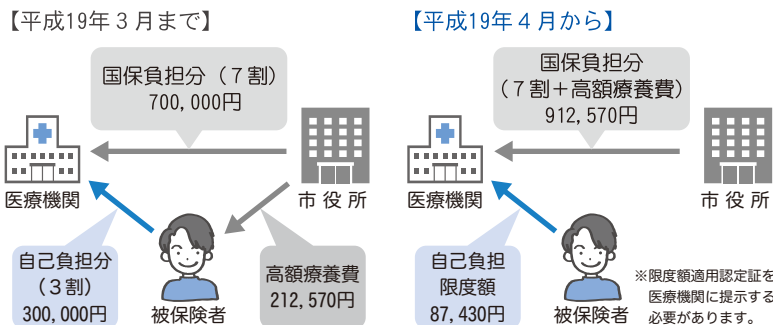 【平成19年３月まで】
国保負担分（７割）
700,000円
医療機関
市役所
自己負担分
（３割）
300,000円
被保険者
高額療養費
212,570円
【平成19年４月から】
国保負担分
（７割＋高額療養費）
912,570円
医療機関
市役所
自己負担
限度額
87,430円
被保険者
※限度額適用認定証を
医療機関に提示する
必要があります。